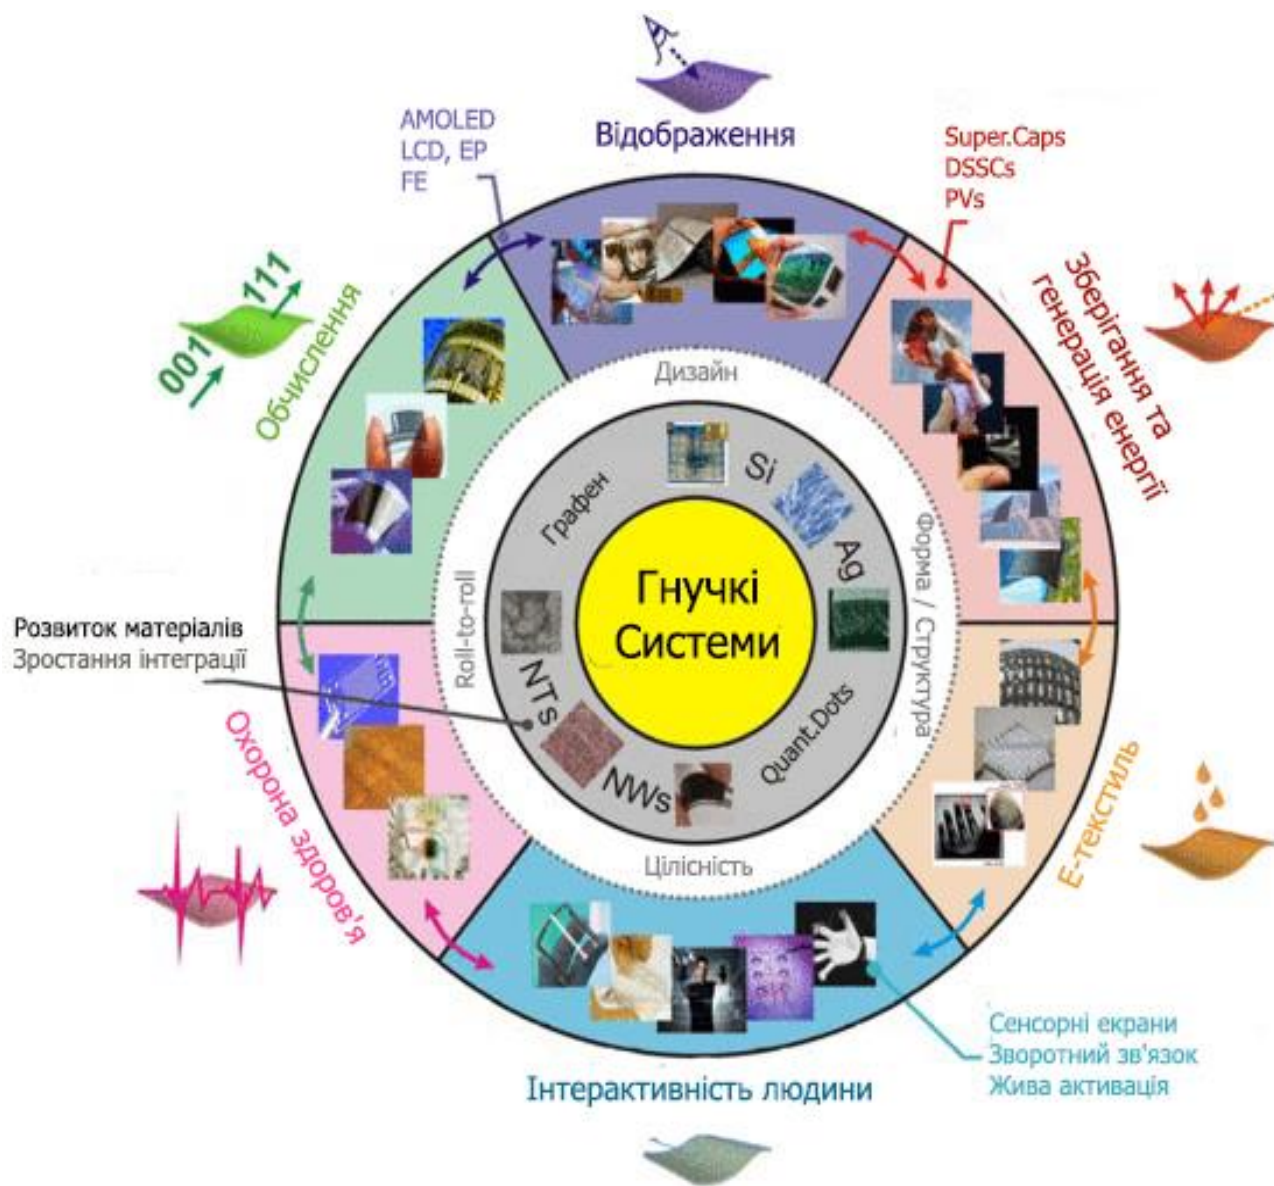 Відображення
AMOLED
LCD, EP
FE
Super.Caps
DSSCs
PVs
Зберігання та
генерація енергії
001
111
Обчислення
Дизайн
Графен
Si
Ag
Форма / Структура
Roll-to-roll
Гнучкі
Системи
Розвиток матеріалів
Зростання інтеграції
NTs
NWs
Quant.Dots
Цілісність
Охорона здоров'я
Е-текстиль
Сенсорні екрани
Зворотний зв'язок
Жива активація
Інтерактивність людини